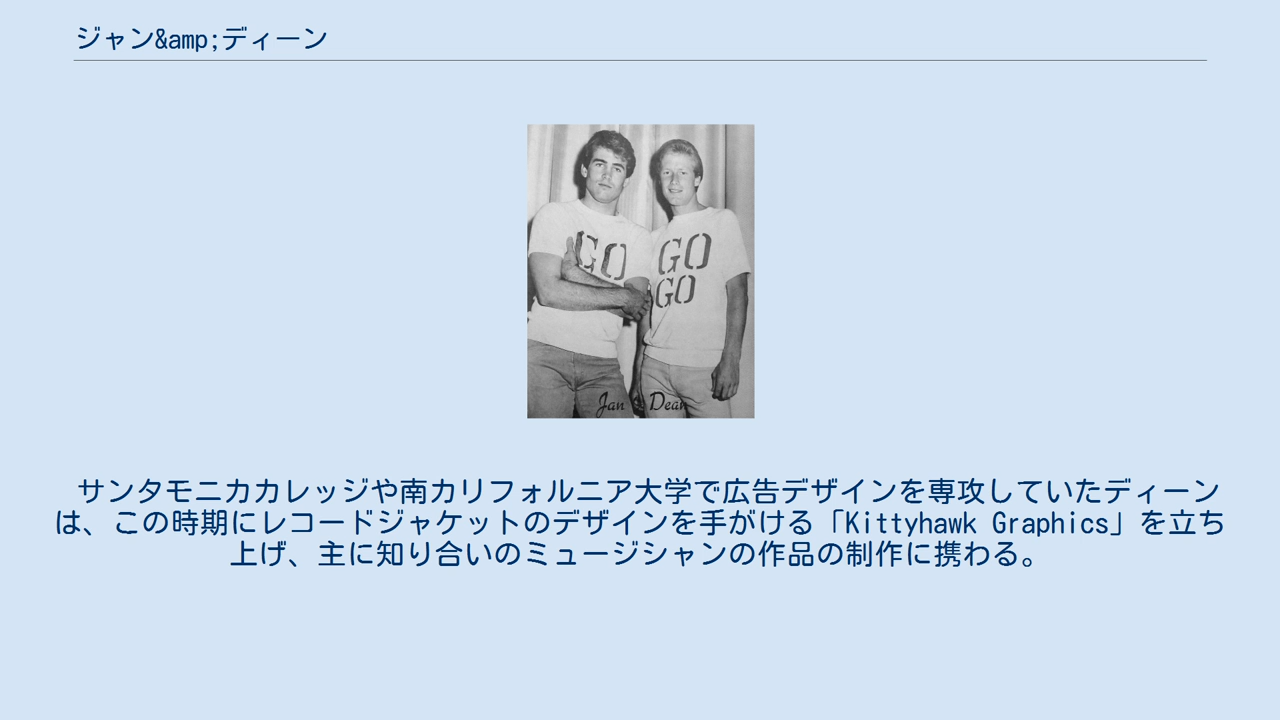 ジャン&amp;ディーン
GO
GO
GO
Jan & Dean
サンタモニカカレッジや南カリフォルニア大学で広告デザインを専攻していたディーン
は、この時期にレコードジャケットのデザインを手がける「Kittyhawk Graphics」を立ち
上げ、主に知り合いのミュージシャンの作品の制作に携わる。